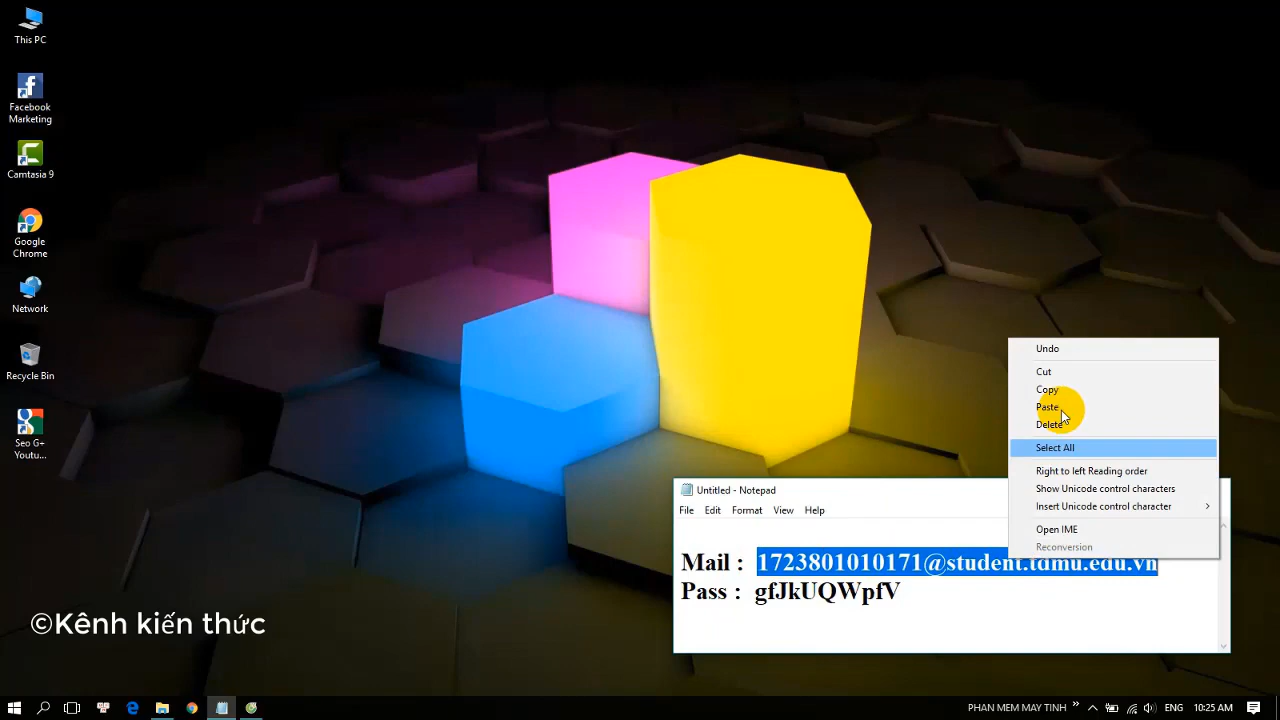 This PC
Facebook
Marketing
Camtasia 9
Google
Chrome
Network
Recycle Bin
Seo G+
Youtu...
©Kênh kiến thức
Undo
Cut
Copy
Paste
Delete
Select All
Right to left Reading order
Show Unicode control characters
Insert Unicode control character
Open IME
Reconversion
Untitled - Notepad
File Edit Format View Help
Mail : 1723801010171@student.tdmu.edu.vn
Pass : gfJkUQWpfV
PHAN MEM MAY TINH
ENG
10:25 AM